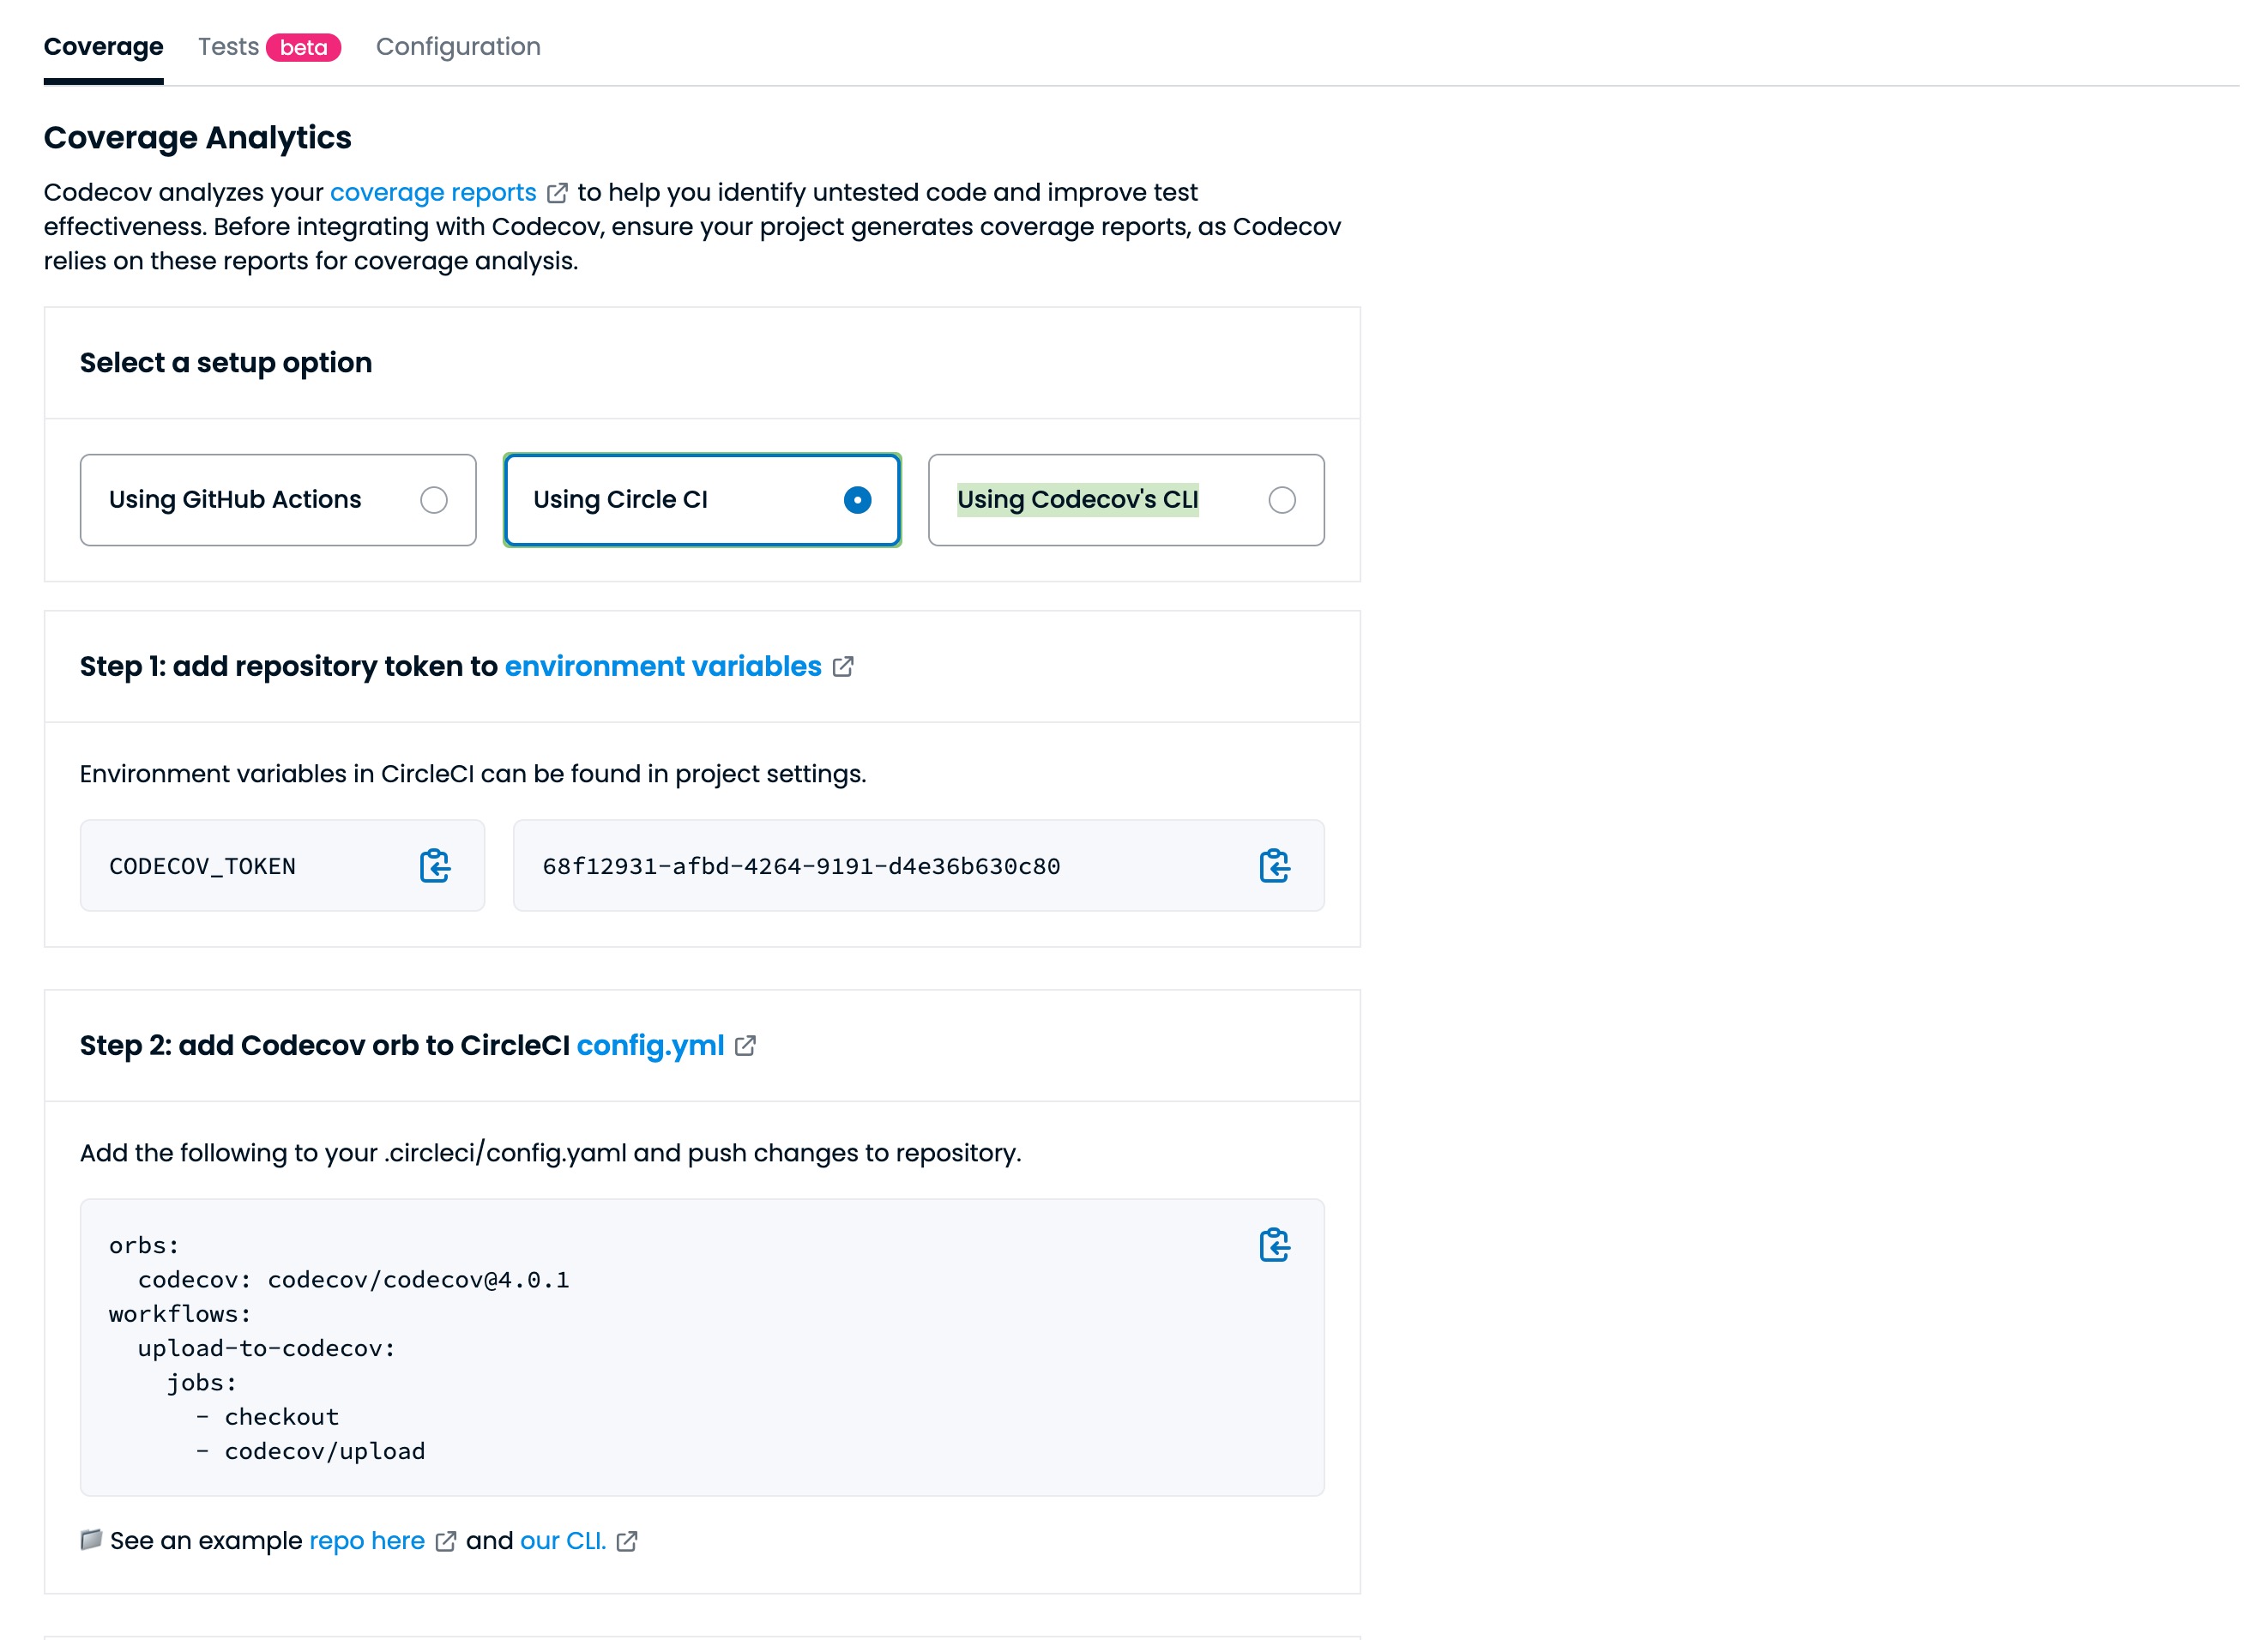 Coverage Tests beta Configuration
Coverage Analytics
Codecov analyzes your coverage reports to help you identify untested code and improve test
effectiveness. Before integrating with Codecov, ensure your project generates coverage reports, as Codecov
relies on these reports for coverage analysis.
Select a setup option
Using GitHub Actions
Using Circle CI
Using Codecov's CLI
Step 1: add repository token to environment variables
Environment variables in CircleCI can be found in project settings.
CODECOV_TOKEN
68f12931-afbd-4264-9191-d4e36b630c80
Step 2: add Codecov orb to CircleCI config.yml
Add the following to your .circleci/config.yaml and push changes to repository.
orbs:
  codecov: codecov/codecov@4.0.1
workflows:
  upload-to-codecov:
    jobs:
      - checkout
      - codecov/upload
See an example repo here and our CLI.